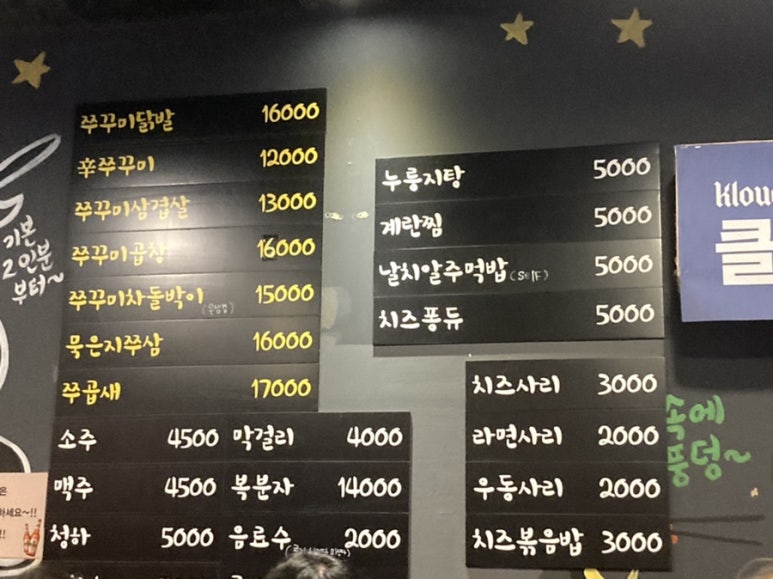 쭈꾸미닭발 16000
辛쭈꾸미 12000
쭈꾸미삼겹살 13000
쭈꾸미곱창 16000
쭈꾸미차돌박이 15000
묵은지쭈삼 16000
쭈곱새 17000
기본
2인분
부터~
소주 4500
맥주 4500
청하 5000
막걸리 4000
복분자 14000
음료수 2000
누룽지탕 5000
계란찜 5000
날치알주먹밥(SELF) 5000
치즈퐁듀 5000
치즈사리 3000
라면사리 2000
우동사리 2000
치즈볶음밥 3000
Klou
클
속에
풍덩~
은
하세요~!!